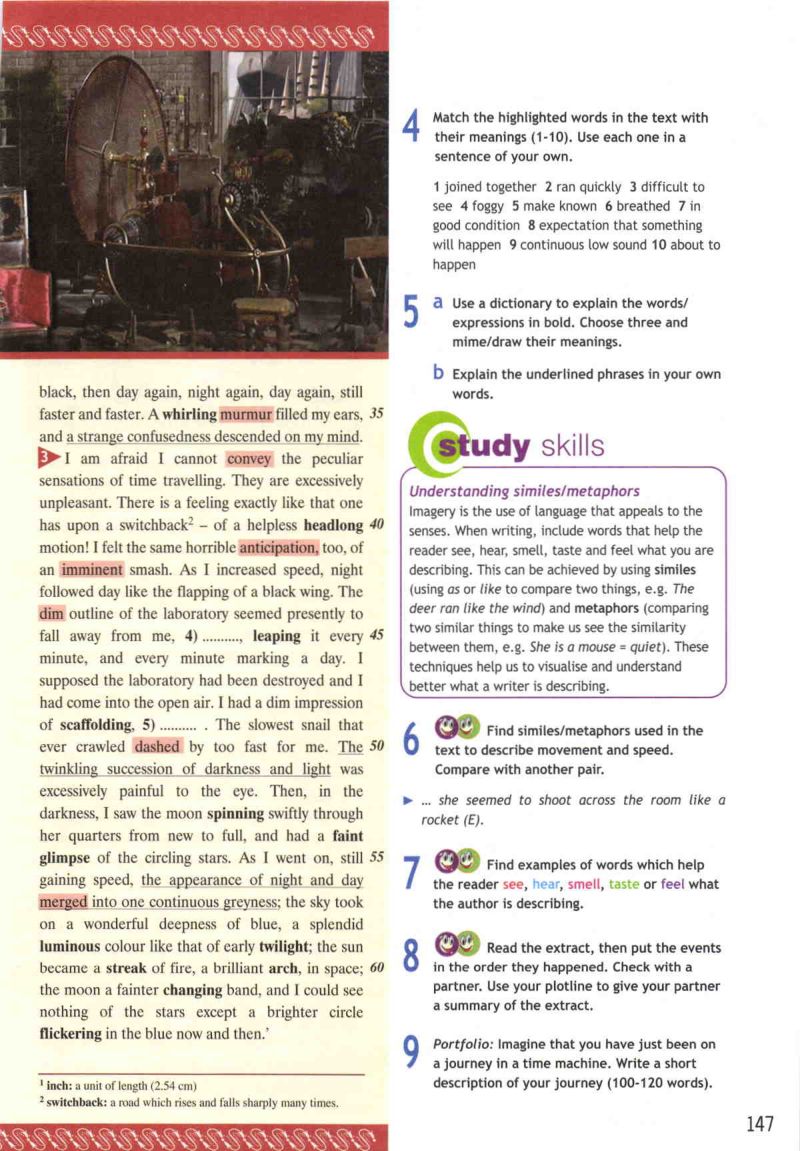 black, then day again, night again, day again, still
faster and faster. A whirling murmur filled my ears, 35
and a strange confusedness descended on my mind.
3 I am afraid I cannot convey the peculiar
sensations of time travelling. They are excessively
unpleasant. There is a feeling exactly like that one
has upon a switchback² – of a helpless headlong 40
motion! I felt the same horrible anticipation, too, of
an imminent smash. As I increased speed, night
followed day like the flapping of a black wing. The
dim outline of the laboratory seemed presently to
fall away from me, 4) .........., leaping it every 45
minute, and every minute marking a day. I
supposed the laboratory had been destroyed and I
had come into the open air. I had a dim impression
of scaffolding, 5) .......... . The slowest snail that
ever crawled dashed by too fast for me. The 50
twinkling succession of darkness and light was
excessively painful to the eye. Then, in the
darkness, I saw the moon spinning swiftly through
her quarters from new to full, and had a faint
glimpse of the circling stars. As I went on, still 55
gaining speed, the appearance of night and day
merged into one continuous greyness; the sky took
on a wonderful deepness of blue, a splendid
luminous colour like that of early twilight; the sun
became a streak of fire, a brilliant arch, in space; 60
the moon a fainter changing band, and I could see
nothing of the stars except a brighter circle
flickering in the blue now and then.'
¹ inch: a unit of length (2.54 cm)
² switchback: a road which rises and falls sharply many times.
4 Match the highlighted words in the text with
their meanings (1-10). Use each one in a
sentence of your own.
1 joined together 2 ran quickly 3 difficult to
see 4 foggy 5 make known 6 breathed 7 in
good condition 8 expectation that something
will happen 9 continuous low sound 10 about to
happen
5 a Use a dictionary to explain the words/
expressions in bold. Choose three and
mime/draw their meanings.
b Explain the underlined phrases in your own
words.
study skills
Understanding similes/metaphors
Imagery is the use of language that appeals to the
senses. When writing, include words that help the
reader see, hear, smell, taste and feel what you are
describing. This can be achieved by using similes
(using as or like to compare two things, e.g. The
deer ran like the wind) and metaphors (comparing
two similar things to make us see the similarity
between them, e.g. She is a mouse = quiet). These
techniques help us to visualise and understand
better what a writer is describing.
6 Find similes/metaphors used in the
text to describe movement and speed.
Compare with another pair.
... she seemed to shoot across the room like a
rocket (E).
7 Find examples of words which help
the reader see, hear, smell, taste or feel what
the author is describing.
8 Read the extract, then put the events
in the order they happened. Check with a
partner. Use your plotline to give your partner
a summary of the extract.
9 Portfolio: Imagine that you have just been on
a journey in a time machine. Write a short
description of your journey (100-120 words).
147